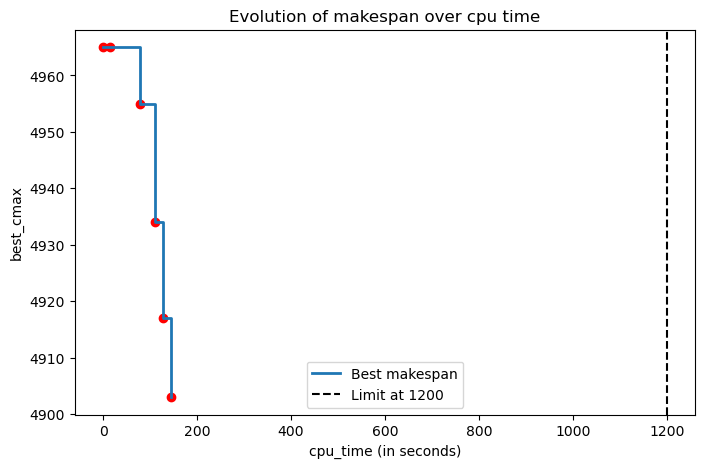 Evolution of makespan over cpu time
best_cmax
4960
4950
4940
4930
4920
4910
4900
0
200
400
600
800
1000
1200
cpu_time (in seconds)
Best makespan
Limit at 1200